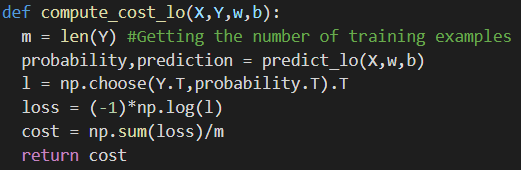 def compute_cost_lo(X,Y,w,b):
  m = len(Y) #Getting the number of training examples
  probability,prediction = predict_lo(X,w,b)
  l = np.choose(Y.T,probability.T).T
  loss = (-1)*np.log(l)
  cost = np.sum(loss)/m
  return cost